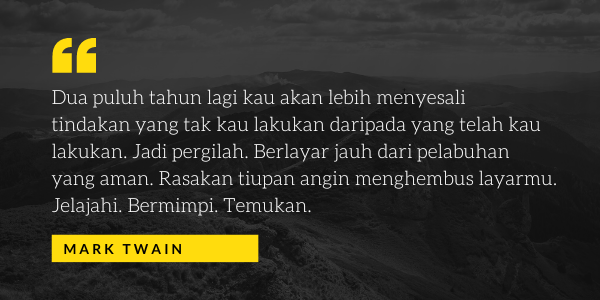 Dua puluh tahun lagi kau akan lebih menyesali
tindakan yang tak kau lakukan daripada yang telah kau
lakukan. Jadi pergilah. Berlayar jauh dari pelabuhan
yang aman. Rasakan tiupan angin menghembus layarmu.
Jelajahi. Bermimpi. Temukan.
MARK TWAIN